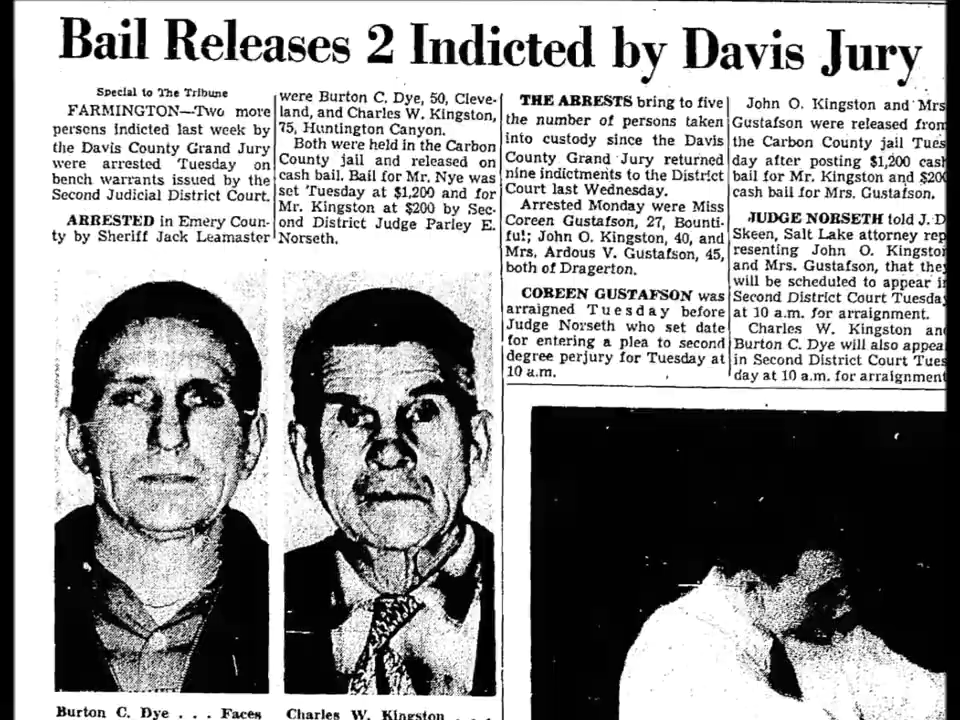 Bail Releases 2 Indicted by Davis Jury
Special to The Tribune
FARMINGTON—Two more
persons indicted last week by
the Davis County Grand Jury
were arrested Tuesday on
bench warrants issued by the
Second Judicial District Court.
ARRESTED in Emery Coun-
ty by Sheriff Jack Leamaster
were Burton C. Dye, 50, Cleve-
land, and Charles W. Kingston,
75, Huntington Canyon.
Both were held in the Carbon
County jail and released on
cash bail. Bail for Mr. Nye was
set Tuesday at $1,200 and for
Mr. Kingston at $200 by Sec-
ond District Judge Parley E.
Norseth.
THE ARRESTS bring to five
the number of persons taken
into custody since the Davis
County Grand Jury returned
nine indictments to the District
Court last Wednesday.
Arrested Monday were Miss
Coreen Gustafson, 27, Bounti-
ful; John O. Kingston, 40, and
Mrs. Ardous V. Gustafson, 45,
both of Dragerton.
COREEN GUSTAFSON was
arraigned Tuesday before
Judge Norseth who set date
for entering a plea to second
degree perjury for Tuesday at
10 a.m.
John O. Kingston and Mrs
Gustafson were released from
the Carbon County jail Tues
day after posting $1,200 cash
bail for Mr. Kingston and $200
cash bail for Mrs. Gustafson.
JUDGE NORSETH told J. D
Skeen, Salt Lake attorney rep
resenting John O. Kingston
and Mrs. Gustafson, that they
will be scheduled to appear in
Second District Court Tuesday
at 10 a.m. for arraignment.
Charles W. Kingston and
Burton C. Dye will also appea
in Second District Court Tues
day at 10 a.m. for arraignment
Burton C. Dye . . . Faces
Charles W. Kingston . . .